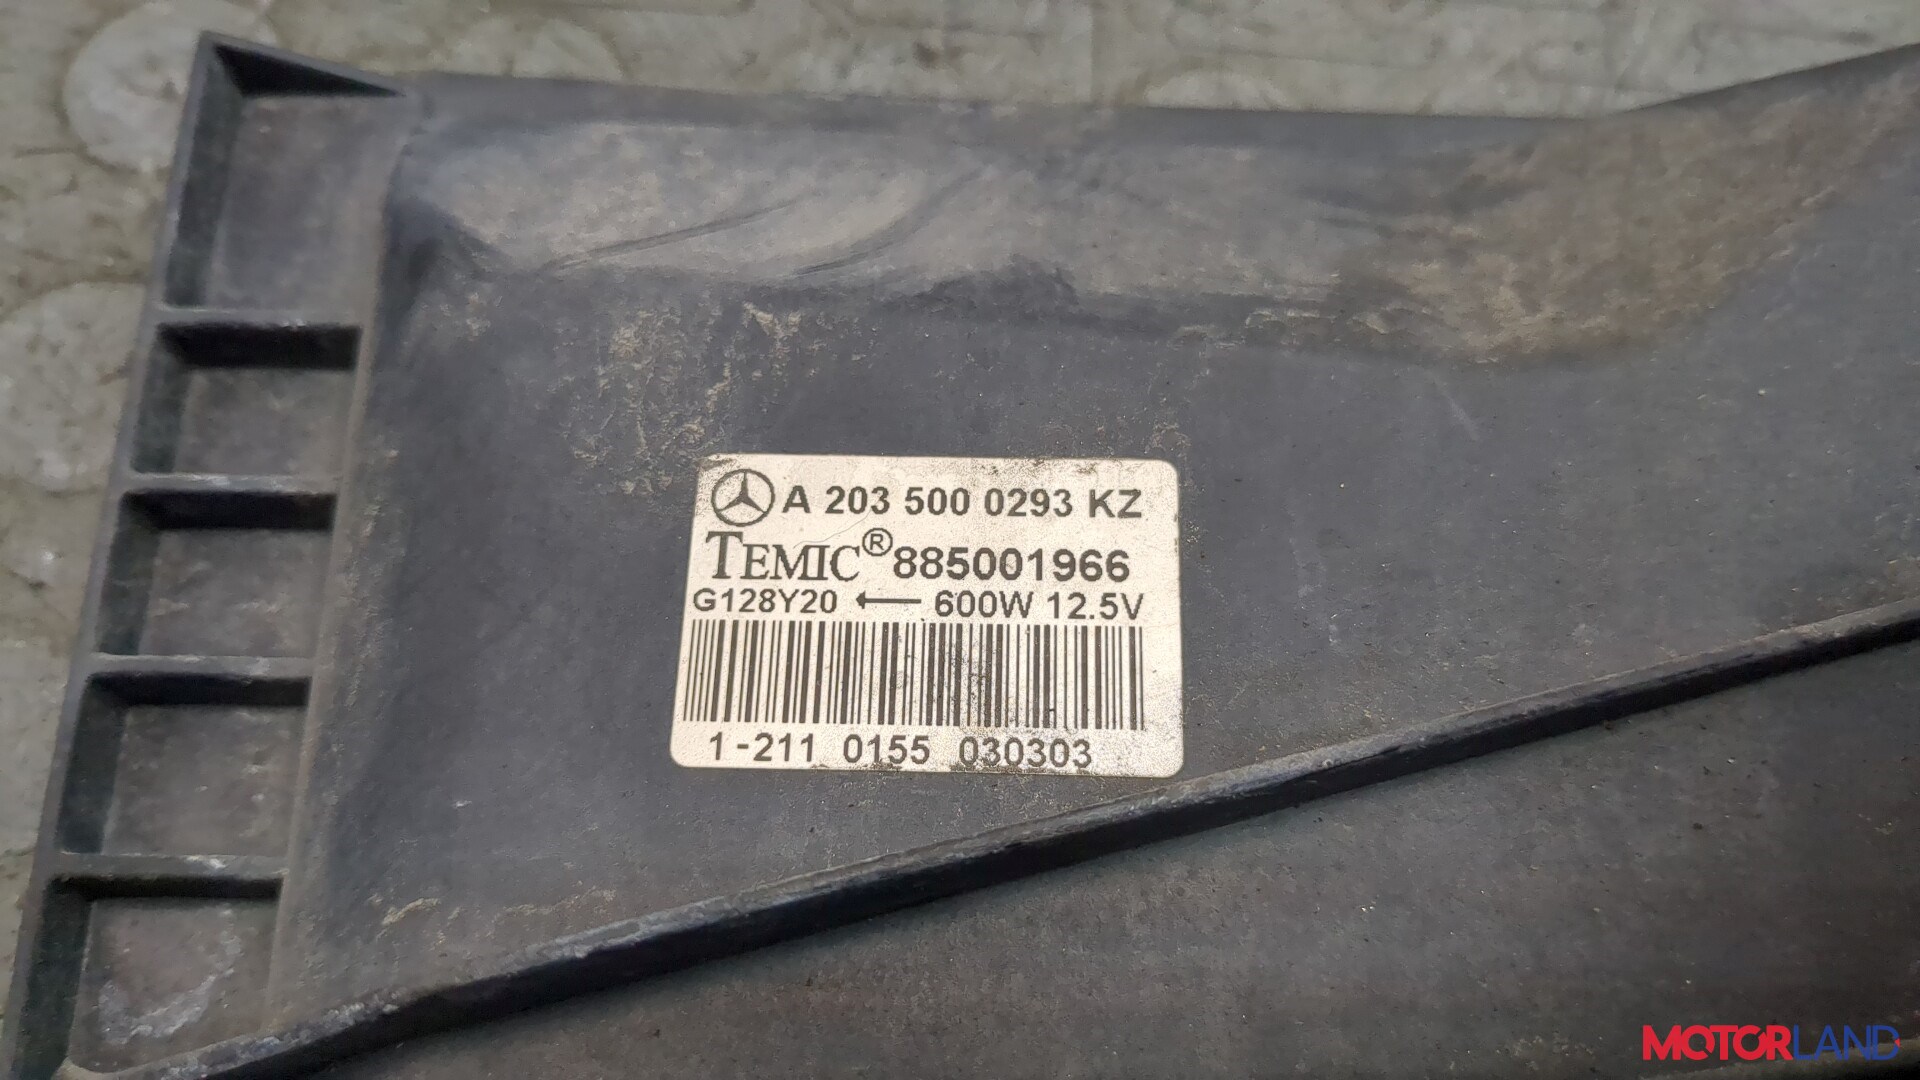 A 203 500 0293 KZ
TEMIC® 885001966
G128Y20 ← 600W 12.5V
1-211 0155 030303
MOTORLAND